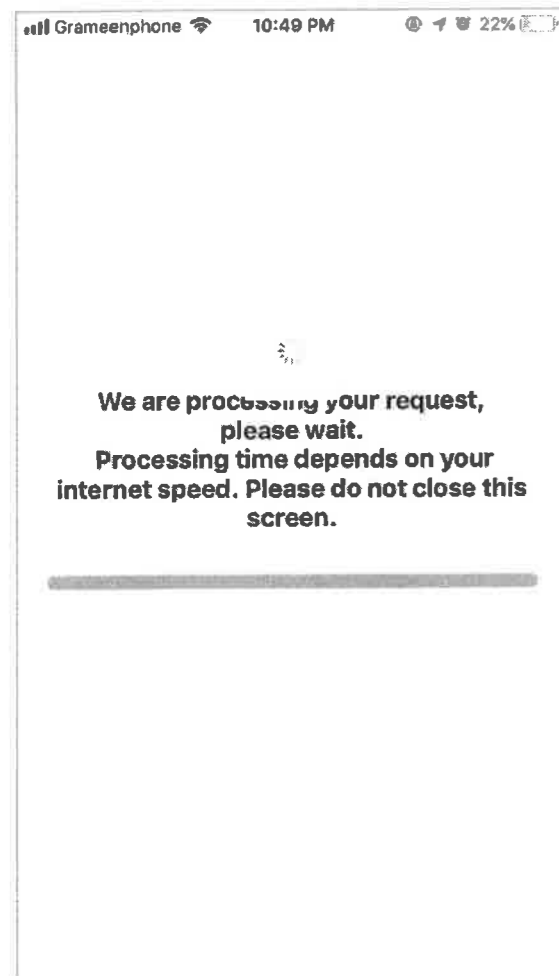 Grameenphone 10:49 PM 22%
We are processing your request,
please wait.
Processing time depends on your
internet speed. Please do not close this
screen.